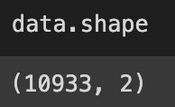 data.shape
(10933, 2)